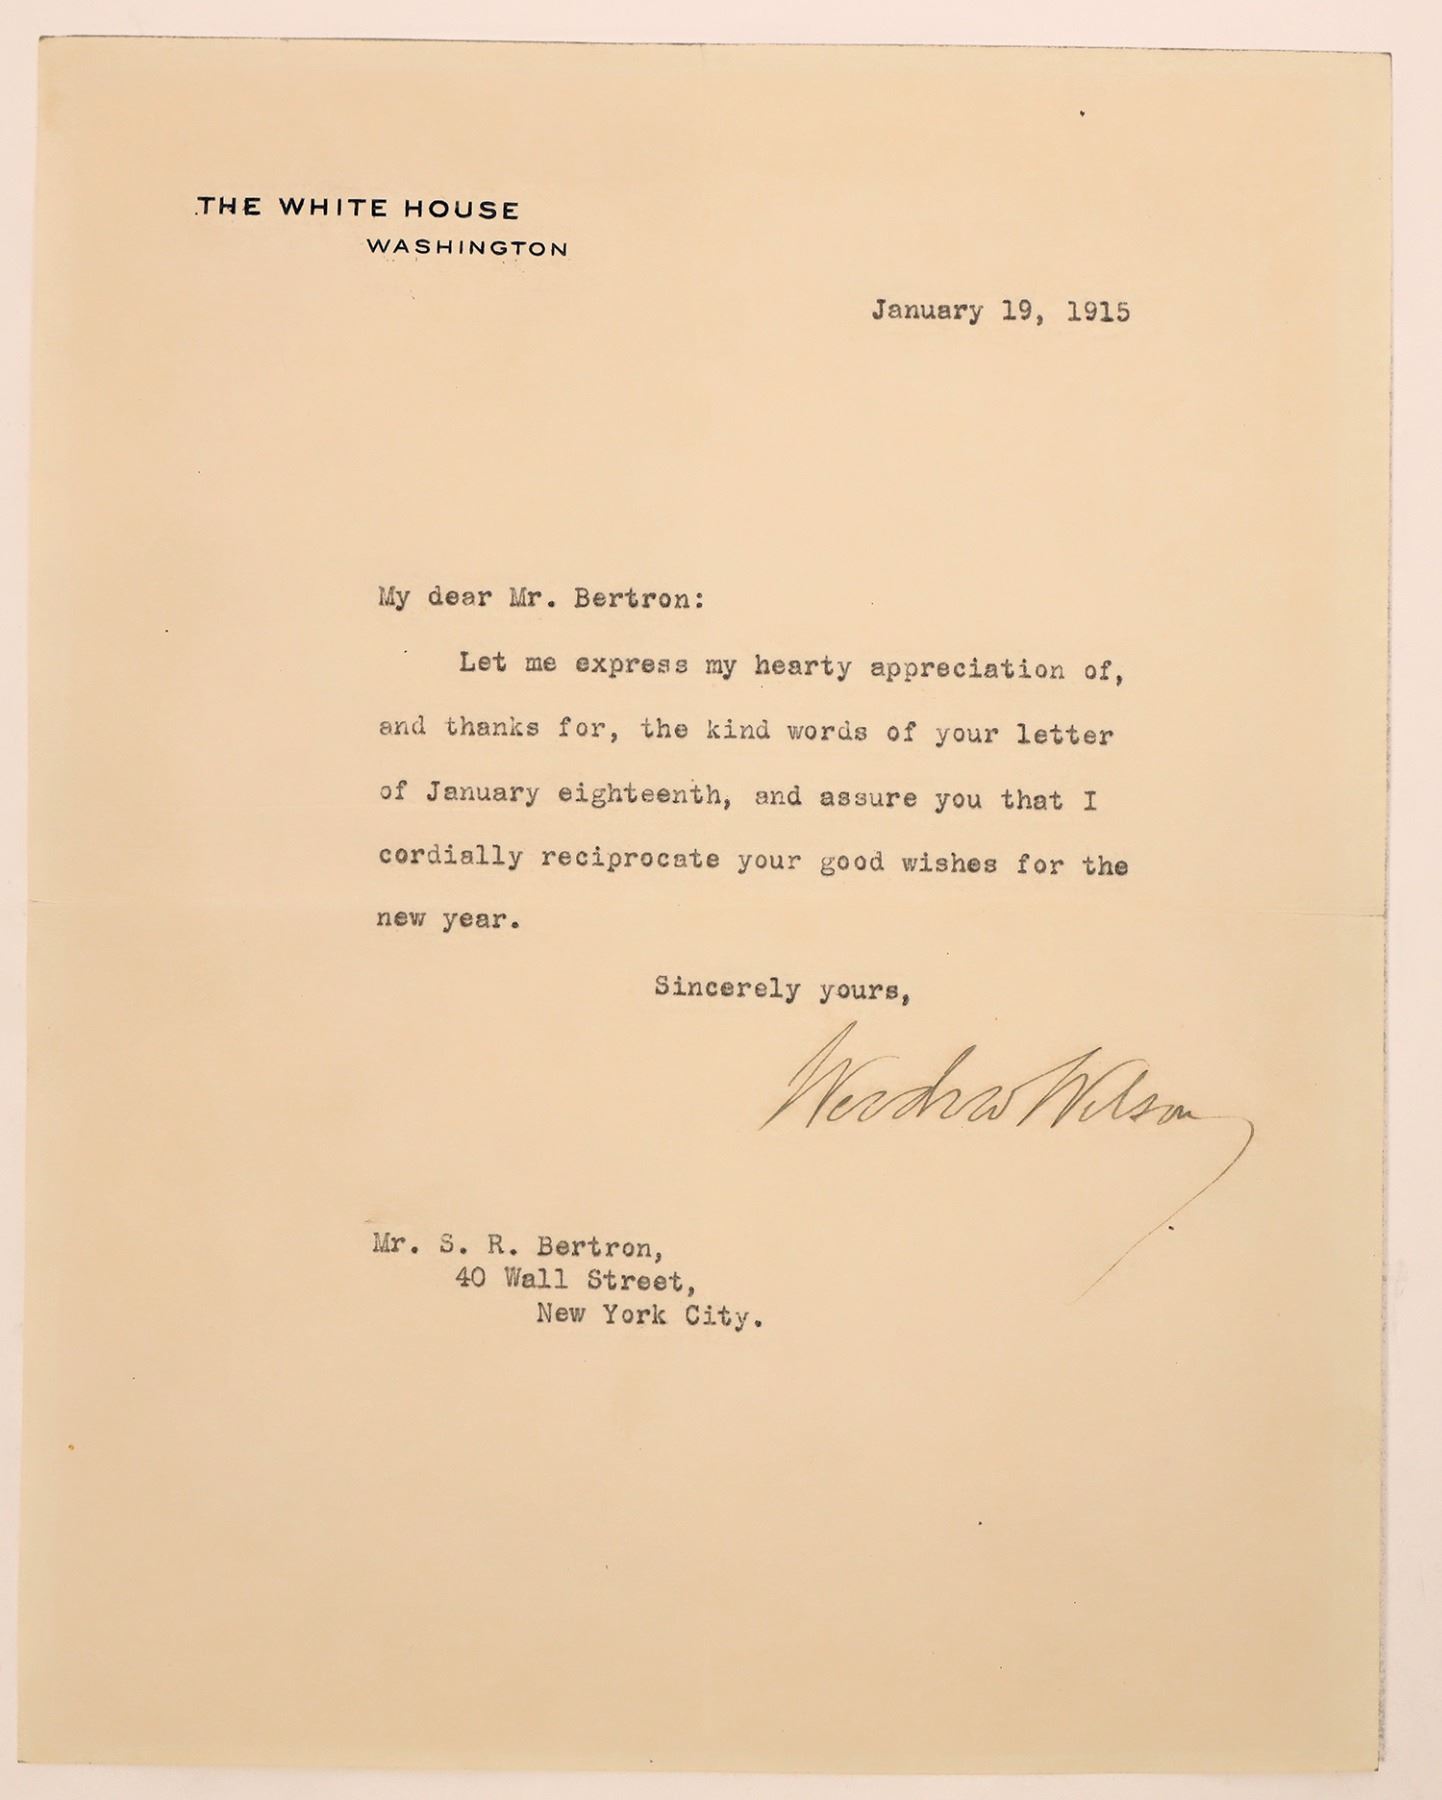 THE WHITE HOUSE
WASHINGTON
January 19, 1915
My dear Mr. Bertron:
Let me express my hearty appreciation of,
and thanks for, the kind words of your letter
of January eighteenth, and assure you that I
cordially reciprocate your good wishes for the
new year.
Sincerely yours,
Woodrow Wilson
Mr. S. R. Bertron,
40 Wall Street,
New York City.